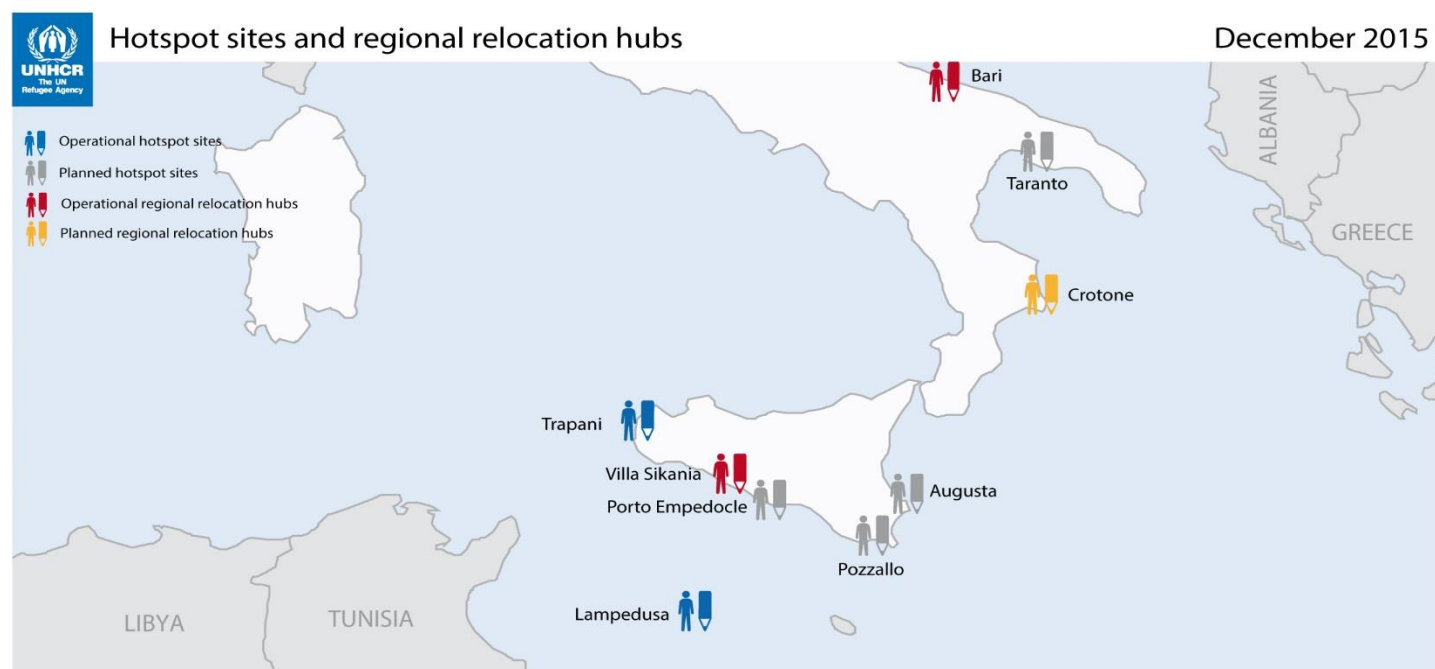 UNHCR
The UN
Refugee Agency
Hotspot sites and regional relocation hubs
December 2015
Operational hotspot sites
Planned hotspot sites
Operational regional relocation hubs
Planned regional relocation hubs
Bari
Taranto
ALBANIA
GREECE
Crotone
Trapani
Villa Sikania
Porto Empedocle
Augusta
Pozzallo
Lampedusa
LIBYA
TUNISIA